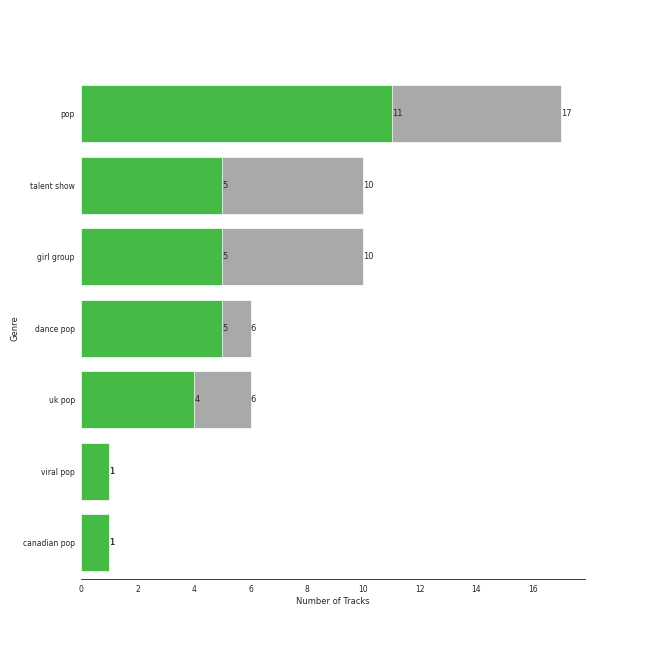 pop 11 17
talent show 5 10
girl group 5 10
dance pop 5 6
uk pop 4 6
viral pop 1
canadian pop 1
Genre
0 2 4 6 8 10 12 14 16
Number of Tracks